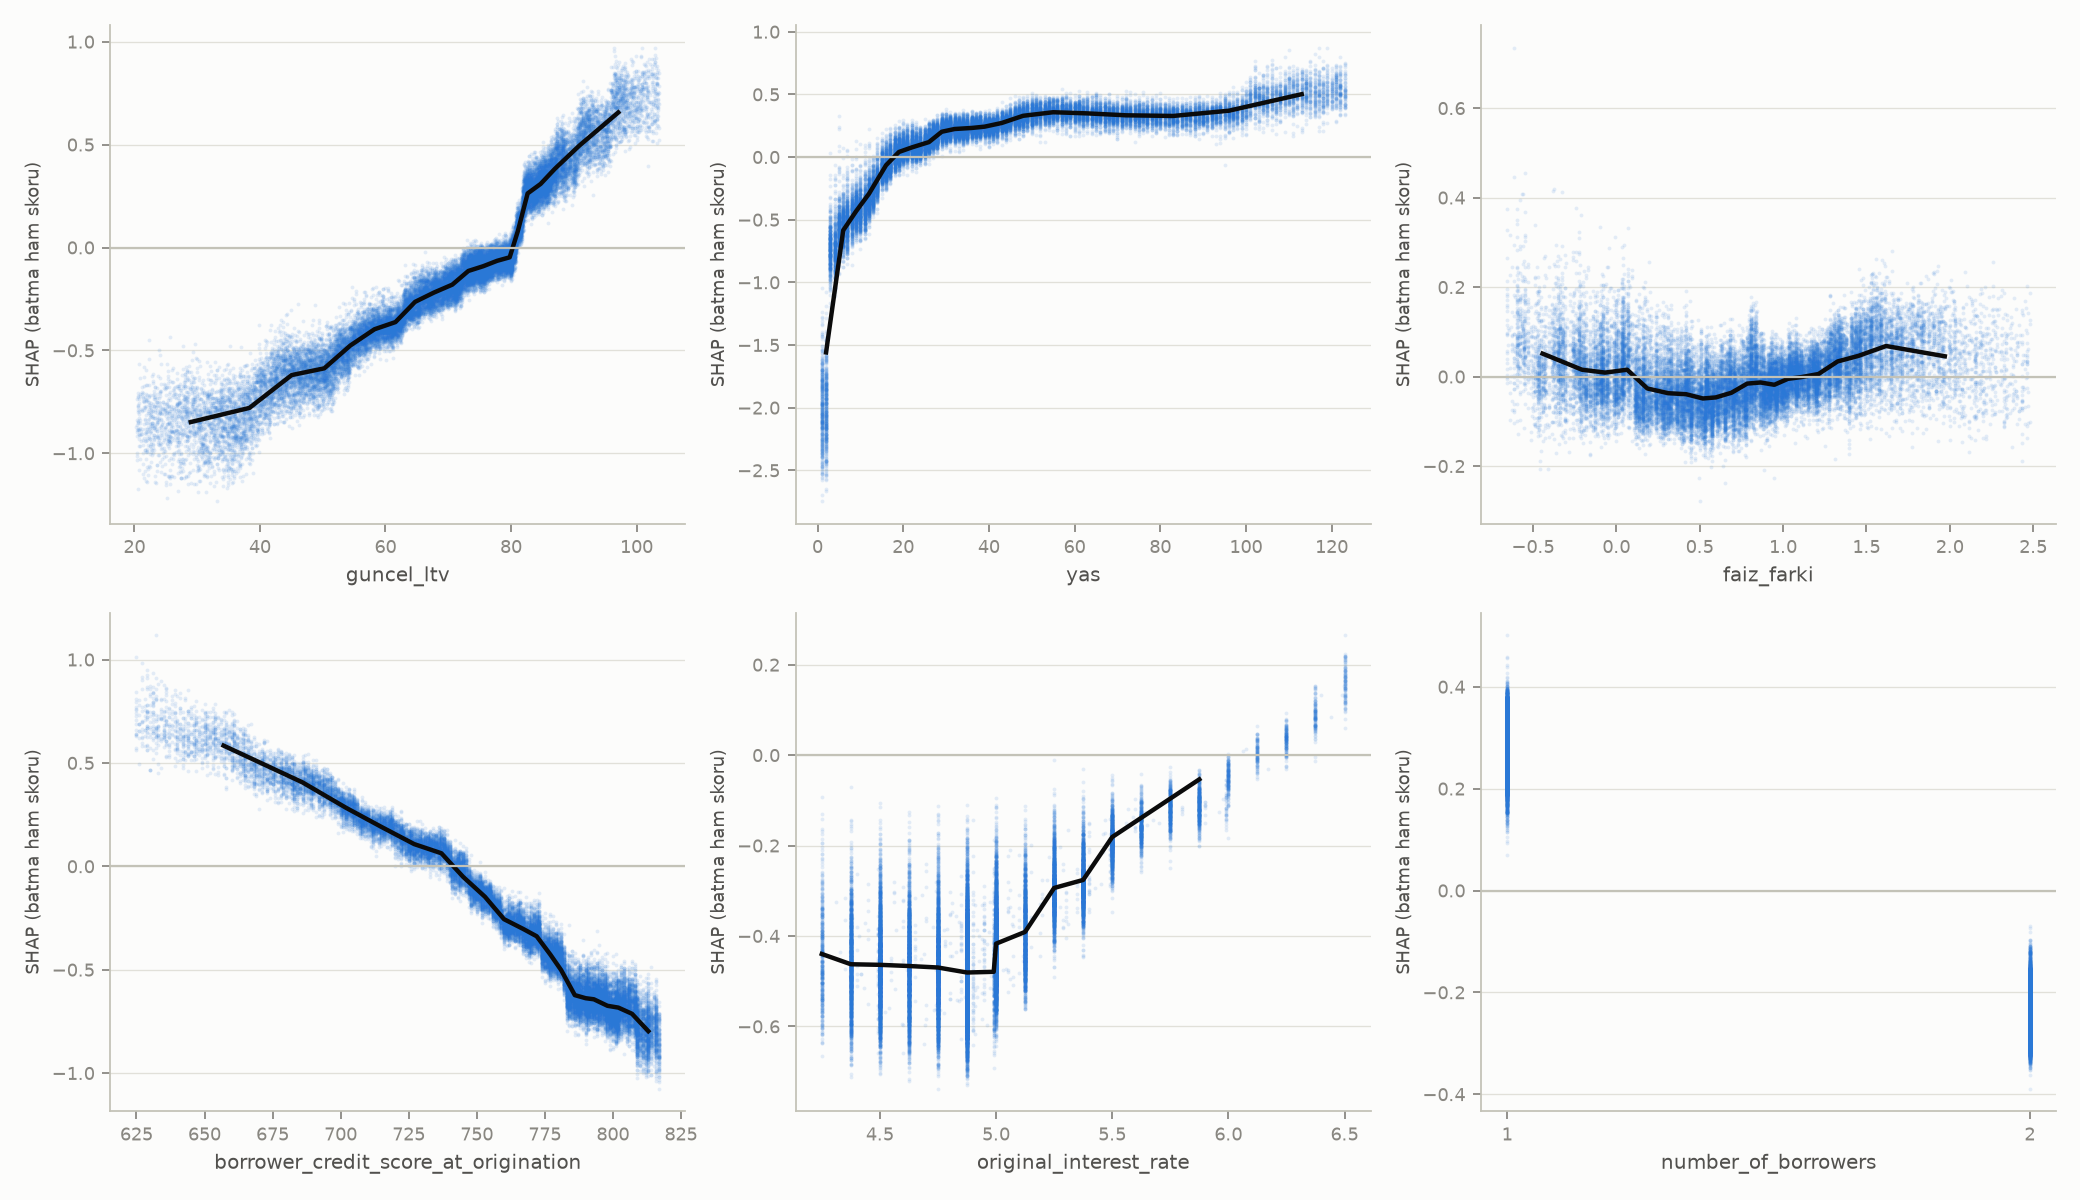 SHAP (batma ham skoru)
1.0
0.5
0.0
−0.5
−1.0
20 40 60 80 100
guncel_ltv
SHAP (batma ham skoru)
1.0
0.5
0.0
−0.5
−1.0
−1.5
−2.0
−2.5
0 20 40 60 80 100 120
yas
SHAP (batma ham skoru)
0.6
0.4
0.2
0.0
−0.2
−0.5 0.0 0.5 1.0 1.5 2.0 2.5
faiz_farki
SHAP (batma ham skoru)
1.0
0.5
0.0
−0.5
−1.0
625 650 675 700 725 750 775 800 825
borrower_credit_score_at_origination
SHAP (batma ham skoru)
0.2
0.0
−0.2
−0.4
−0.6
4.5 5.0 5.5 6.0 6.5
original_interest_rate
SHAP (batma ham skoru)
0.4
0.2
0.0
−0.2
−0.4
1 2
number_of_borrowers